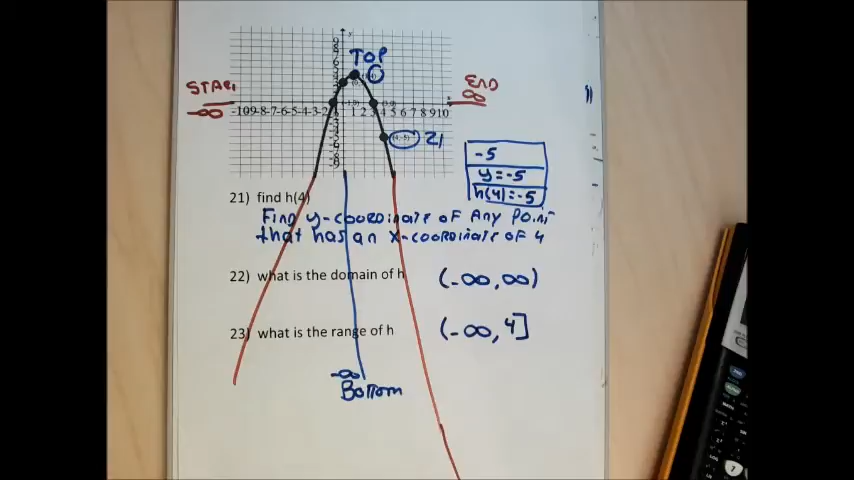 y
TOP
START
-∞
END
∞
-10-9-8-7-6-5-4-3-2 1 2 3 4 5 6 7 8 9 10
(4,-5) 21
-5
y=-5
h(4)=-5
21) find h(4)
Find y-coordinate of Any Point
that has an x-coordinate of 4
22) what is the domain of h (-∞,∞)
23) what is the range of h (-∞,4]
-∞
Bottom